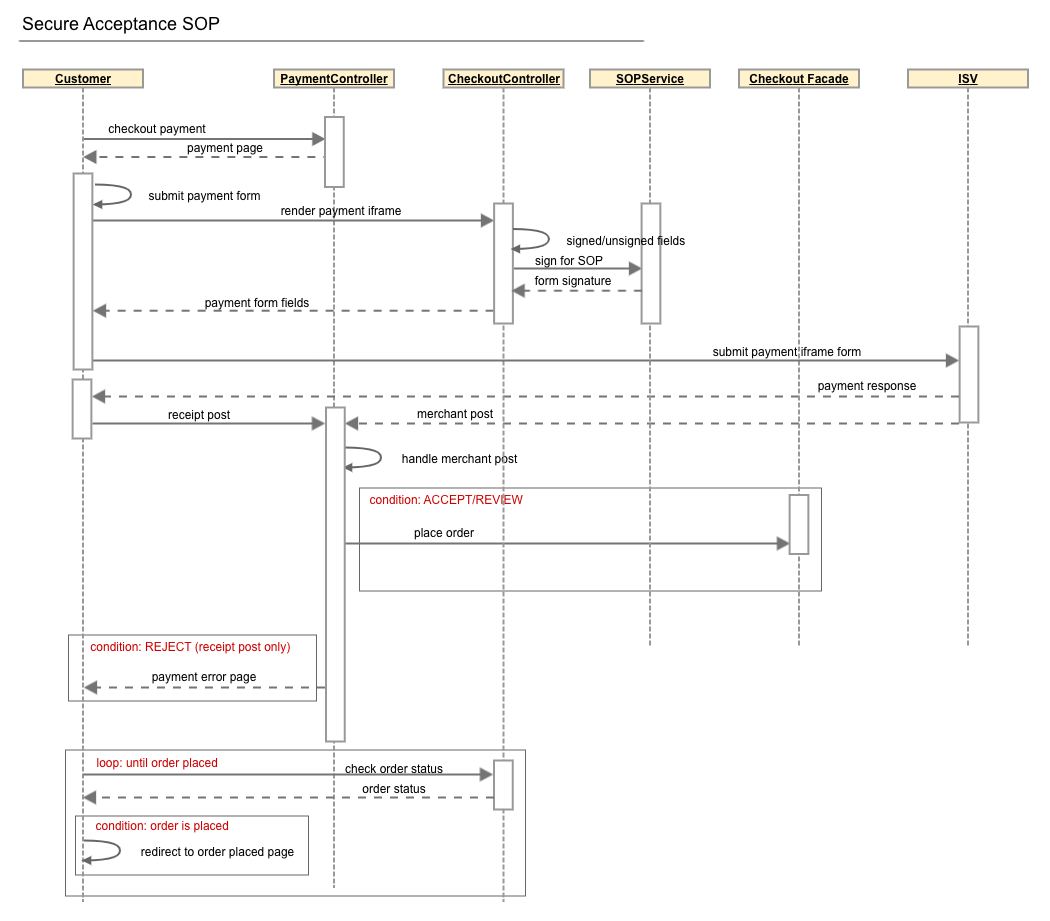 Secure Acceptance SOP
Customer
PaymentController
CheckoutController
SOPService
Checkout Facade
ISV
checkout payment
payment page
submit payment form
render payment iframe
signed/unsigned fields
sign for SOP
form signature
payment form fields
submit payment iframe form
payment response
receipt post
merchant post
handle merchant post
condition: ACCEPT/REVIEW
place order
condition: REJECT (receipt post only)
payment error page
loop: until order placed
check order status
order status
condition: order is placed
redirect to order placed page